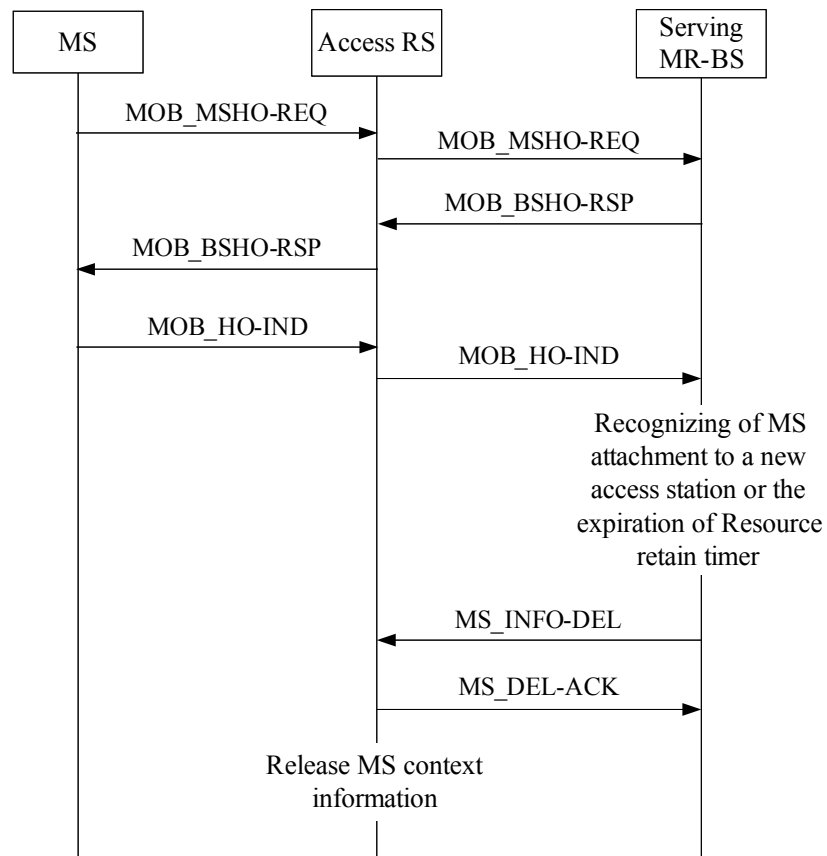 MS
Access RS
Serving
MR-BS
MOB_MSHO-REQ
MOB_MSHO-REQ
MOB_BSHO-RSP
MOB_BSHO-RSP
MOB_HO-IND
MOB_HO-IND
Recognizing of MS
attachment to a new
access station or the
expiration of Resource
retain timer
MS_INFO-DEL
MS_DEL-ACK
Release MS context
information